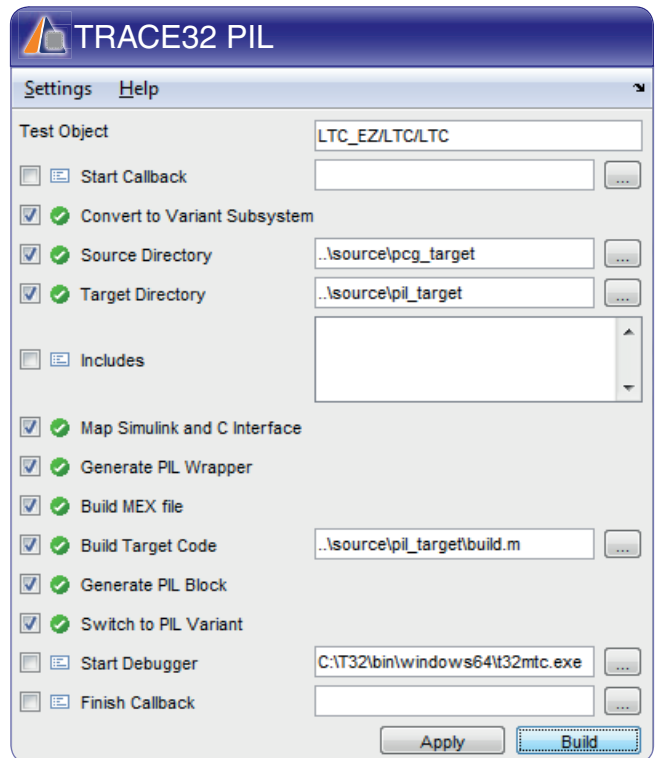 TRACE32 PIL
Settings Help
Test Object LTC_EZ/LTC/LTC
Start Callback ...
Convert to Variant Subsystem
Source Directory ..\source\pcg_target ...
Target Directory ..\source\pil_target ...
Includes
Map Simulink and C Interface
Generate PIL Wrapper
Build MEX file
Build Target Code ..\source\pil_target\build.m ...
Generate PIL Block
Switch to PIL Variant
Start Debugger C:\T32\bin\windows64\t32mtc.exe ...
Finish Callback ...
Apply Build